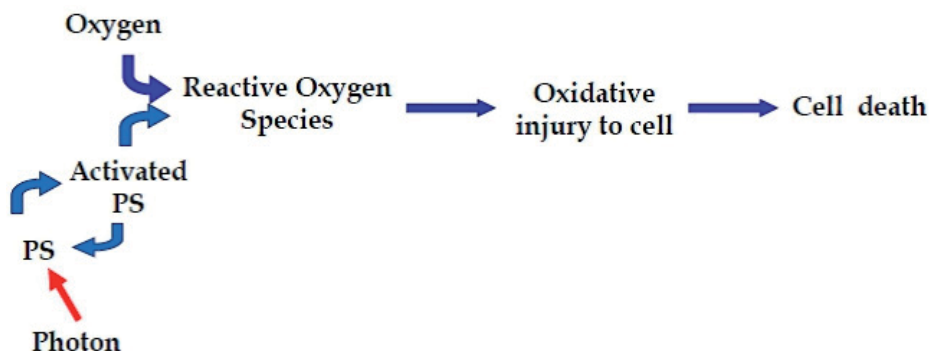 Oxygen
Reactive Oxygen
Species
Oxidative
injury to cell
Cell death
Activated
PS
PS
Photon